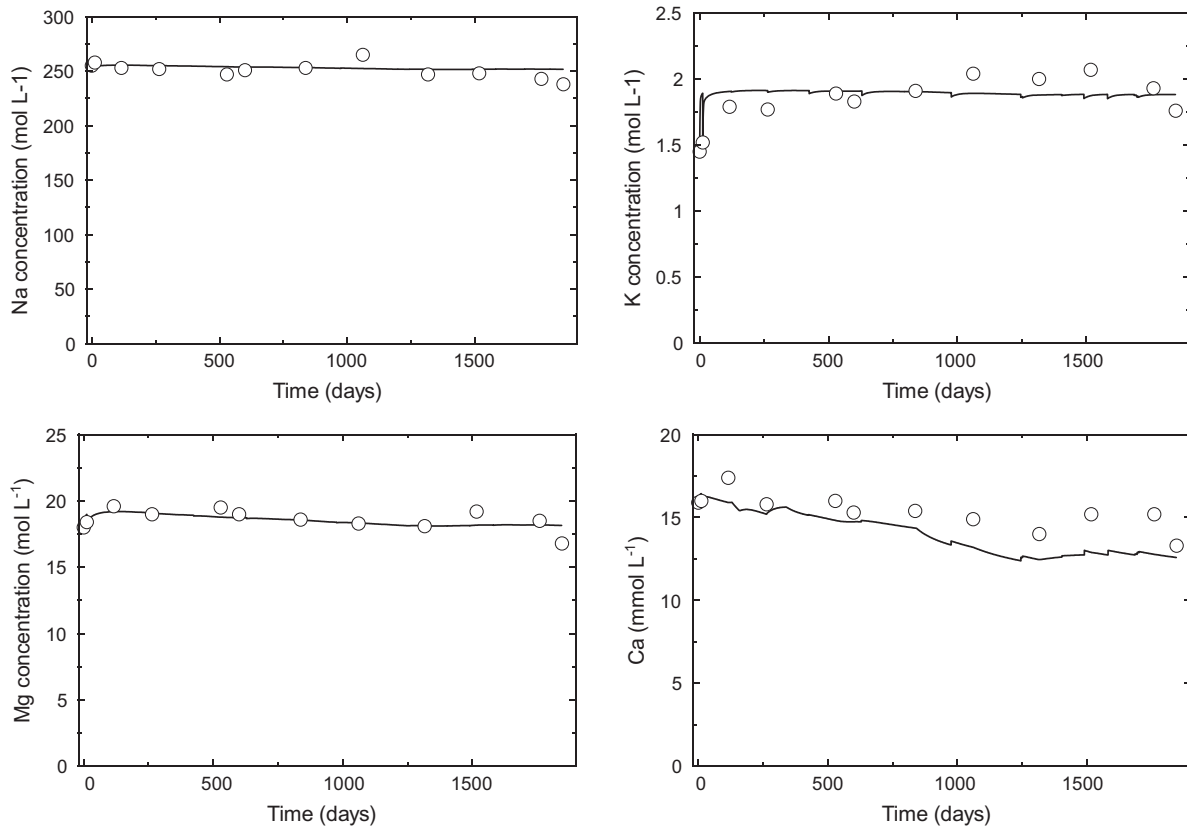 300
250
200
150
100
50
0
Na concentration (mol L-1)
0 500 1000 1500
Time (days)
2.5
2
1.5
1
0.5
0
K concentration (mol L-1)
0 500 1000 1500
Time (days)
25
20
15
10
5
0
Mg concentration (mol L⁻¹)
0 500 1000 1500
Time (days)
20
15
10
5
0
Ca (mmol L⁻¹)
0 500 1000 1500
Time (days)